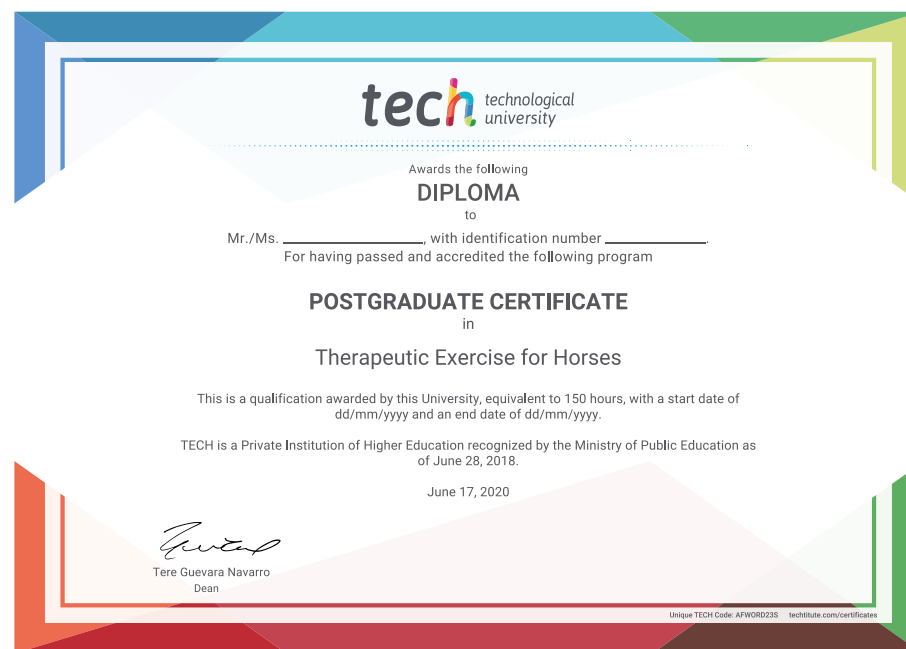 tech technological
university
Awards the following
DIPLOMA
to
Mr./Ms. ____________, with identification number ____________.
For having passed and accredited the following program
POSTGRADUATE CERTIFICATE
in
Therapeutic Exercise for Horses
This is a qualification awarded by this University, equivalent to 150 hours, with a start date of
dd/mm/yyyy and an end date of dd/mm/yyyy.
TECH is a Private Institution of Higher Education recognized by the Ministry of Public Education as
of June 28, 2018.
June 17, 2020
Tere Guevara Navarro
Dean
Unique TECH Code: AFWORD23S techtitute.com/certificates